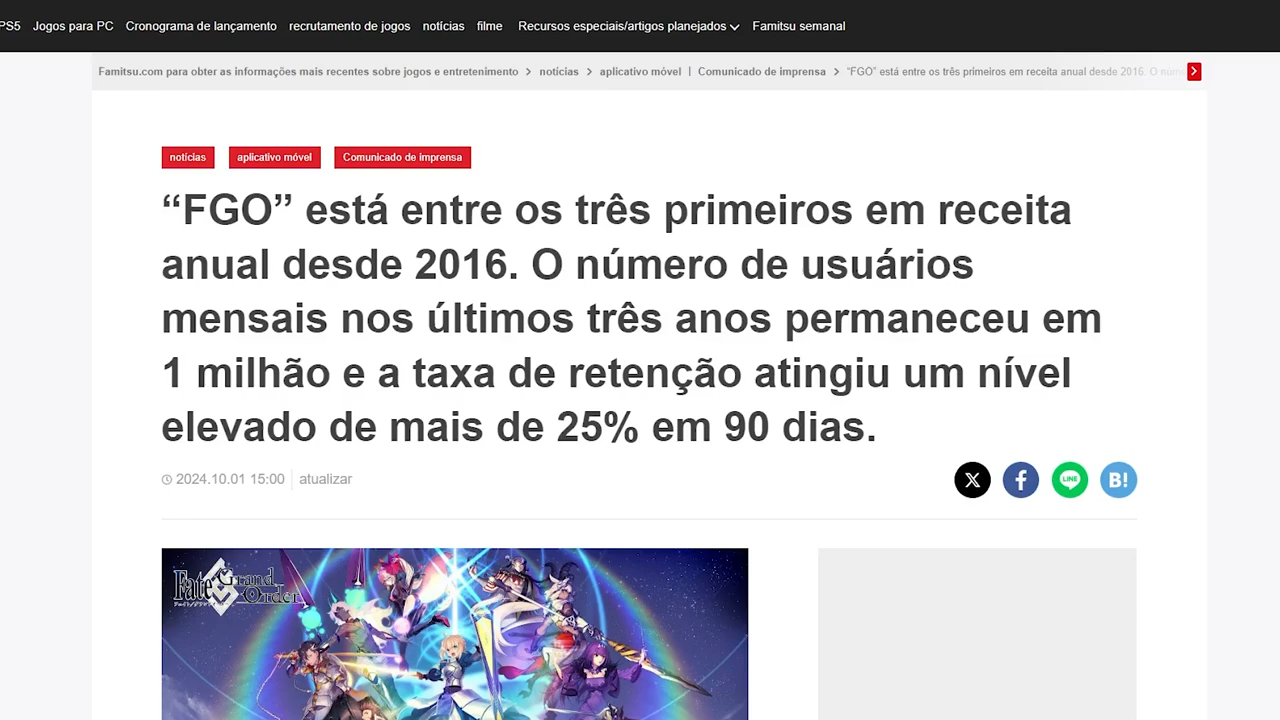 PS5 Jogos para PC Cronograma de lançamento recrutamento de jogos notícias filme Recursos especiais/artigos planejados Famitsu semanal
Famitsu.com para obter as informações mais recentes sobre jogos e entretenimento > notícias > aplicativo móvel | Comunicado de imprensa > “FGO” está entre os três primeiros em receita anual desde 2016. O
notícias aplicativo móvel Comunicado de imprensa
“FGO” está entre os três primeiros em receita
anual desde 2016. O número de usuários
mensais nos últimos três anos permaneceu em
1 milhão e a taxa de retenção atingiu um nível
elevado de mais de 25% em 90 dias.
2024.10.01 15:00 atualizar
X f LINE B!
Fate Grand
Order